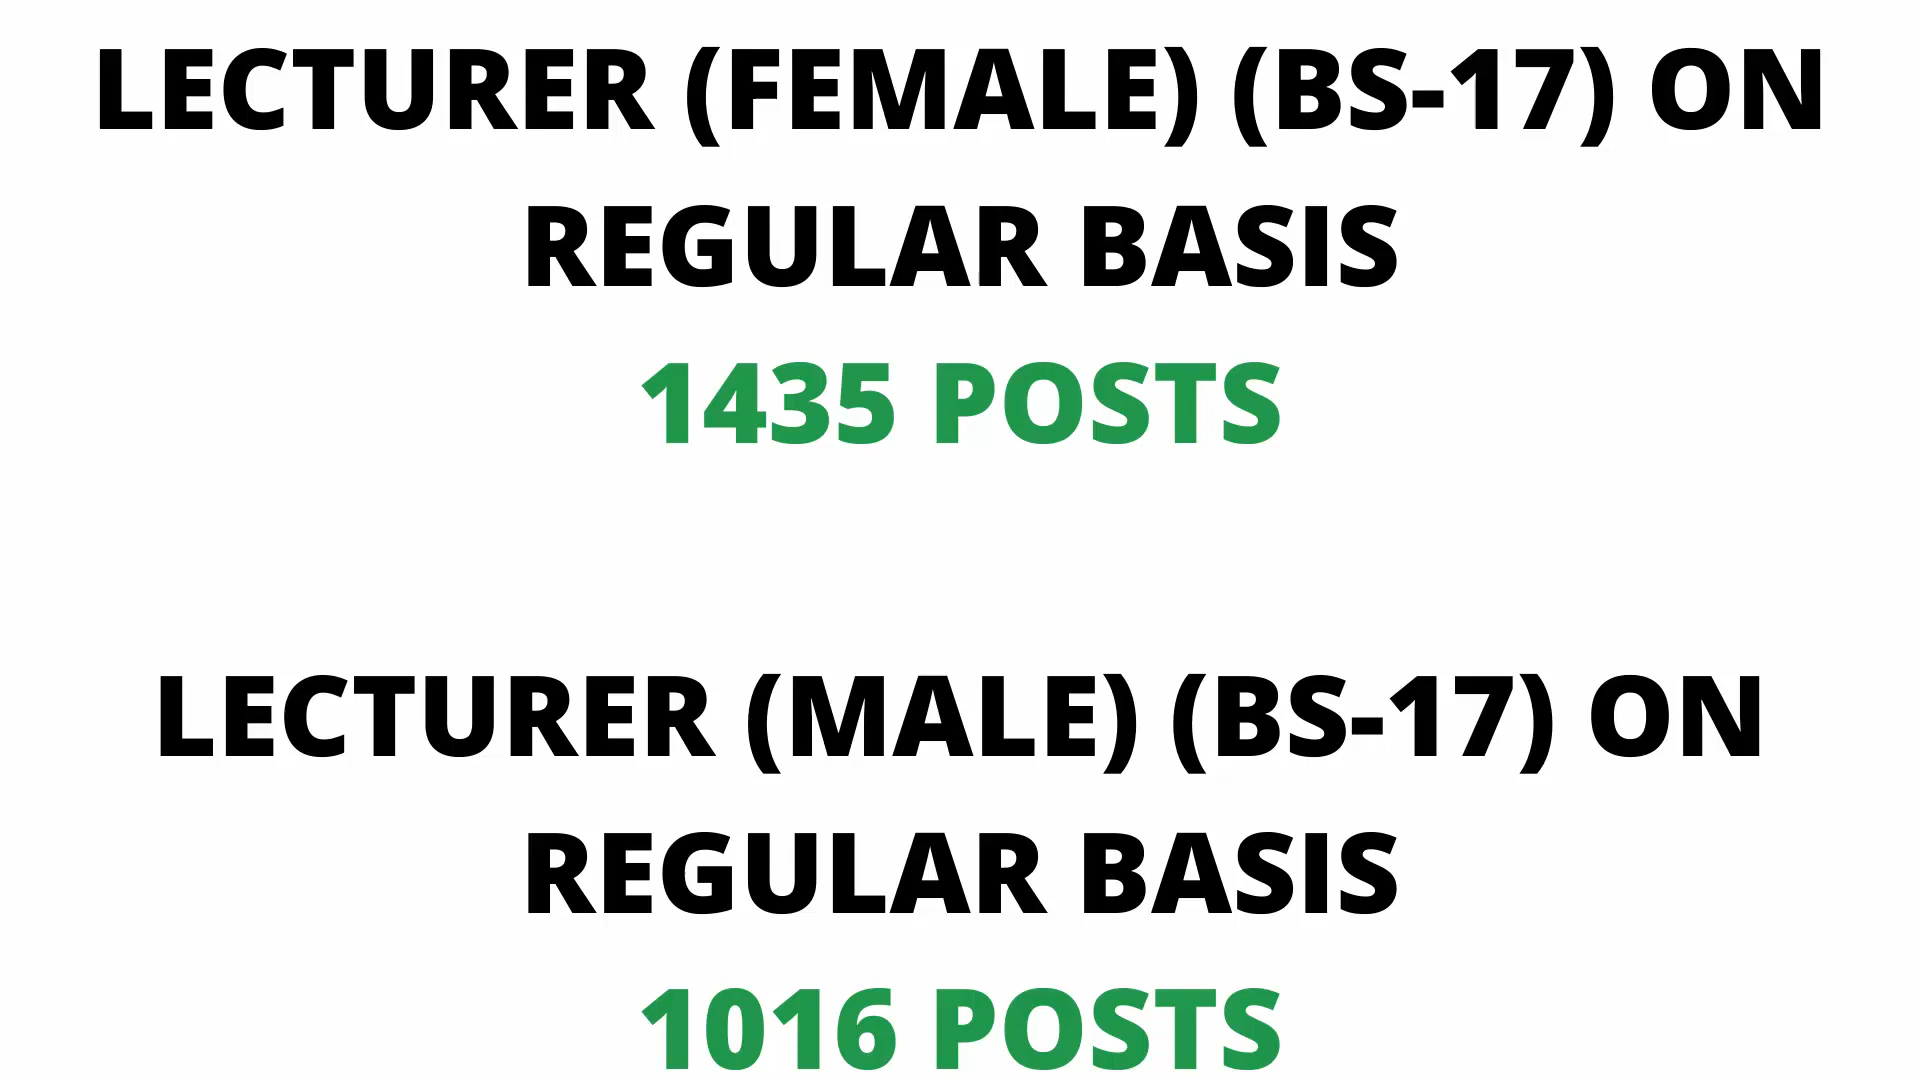 LECTURER (FEMALE) (BS-17) ON
REGULAR BASIS
1435 POSTS
LECTURER (MALE) (BS-17) ON
REGULAR BASIS
1016 POSTS